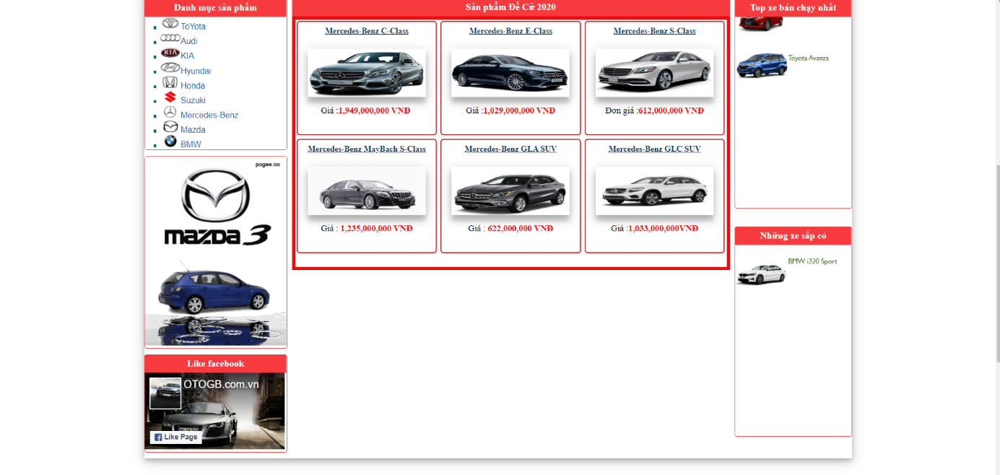 Danh mục sản phẩm
ToYota
Audi
KIA
KIA
Hyundai
Honda
Suzuki
Mercedes-Benz
Mazda
BMW
pogee.co
mazda 3
Like facebook
OTOGB.com.vn
Like Page
Sản phẩm Đề Cử 2020
Mercedes-Benz C-Class
Giá :1,949,000,000 VNĐ
Mercedes-Benz E-Class
Giá :1,029,000,000 VNĐ
Mercedes-Benz S-Class
Đơn giá :612,000,000 VNĐ
Mercedes-Benz MayBach S-Class
Giá : 1,235,000,000 VNĐ
Mercedes-Benz GLA SUV
Giá : 622,000,000 VNĐ
Mercedes-Benz GLC SUV
Giá :1,033,000,000VNĐ
Top xe bán chạy nhất
Toyota Avanza
Những xe sắp có
BMW i320 Sport